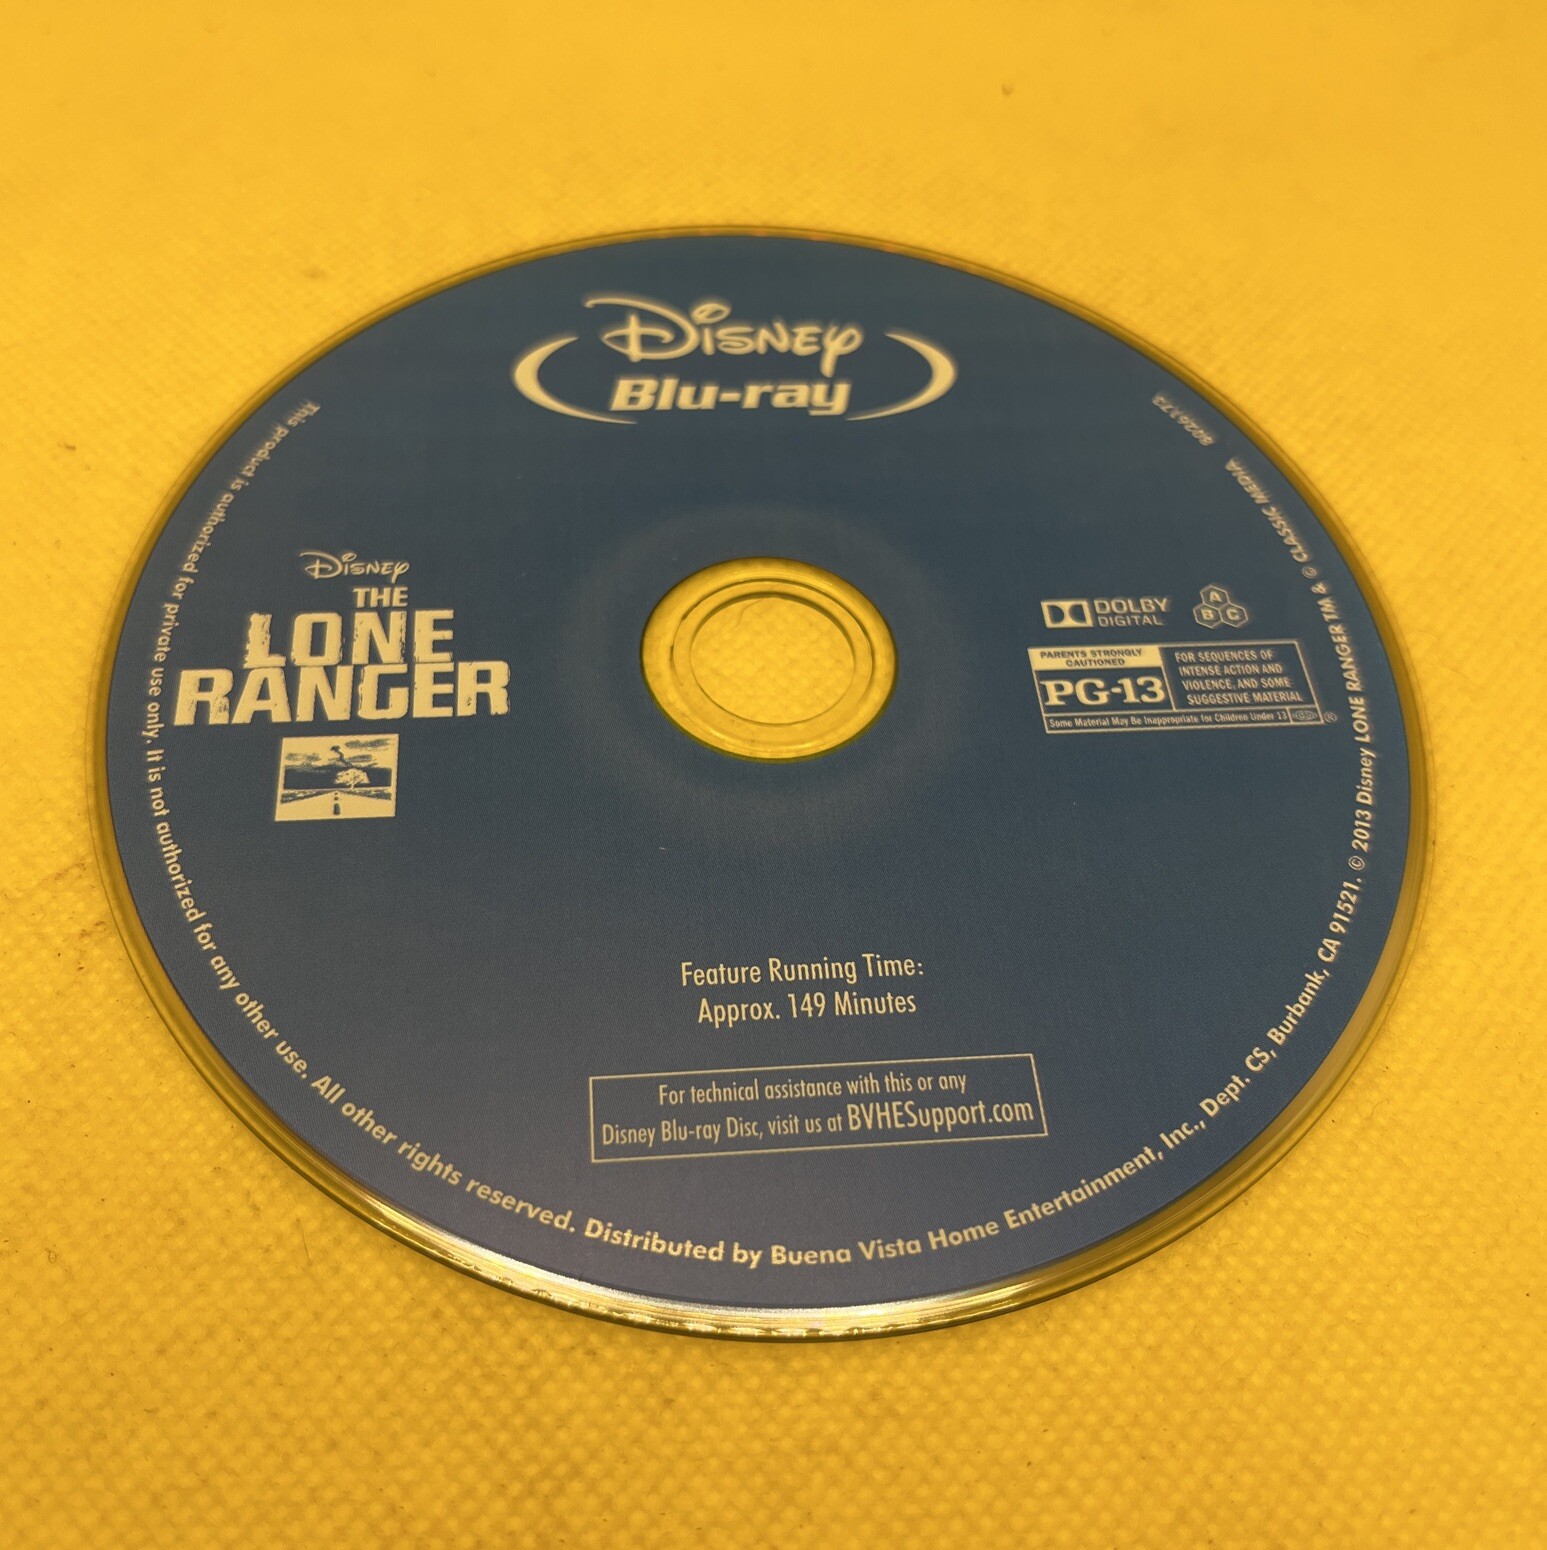 Disney
Blu-ray
Disney
THE
LONE
RANGER
DOLBY
DIGITAL
A
B C
PARENTS STRONGLY
CAUTIONED
PG-13
FOR SEQUENCES OF
INTENSE ACTION AND
VIOLENCE, AND SOME
SUGGESTIVE MATERIAL
Some Material May Be Inappropriate for Children Under 13
®
Feature Running Time:
Approx. 149 Minutes
For technical assistance with this or any
Disney Blu-ray Disc, visit us at BVHESupport.com
This product is authorized for private use only. It is not authorized for any other use. All other rights reserved. Distributed by Buena Vista Home Entertainment, Inc., Dept. CS, Burbank, CA 91521. © 2013 Disney LONE RANGER TM & © CLASSIC MEDIA